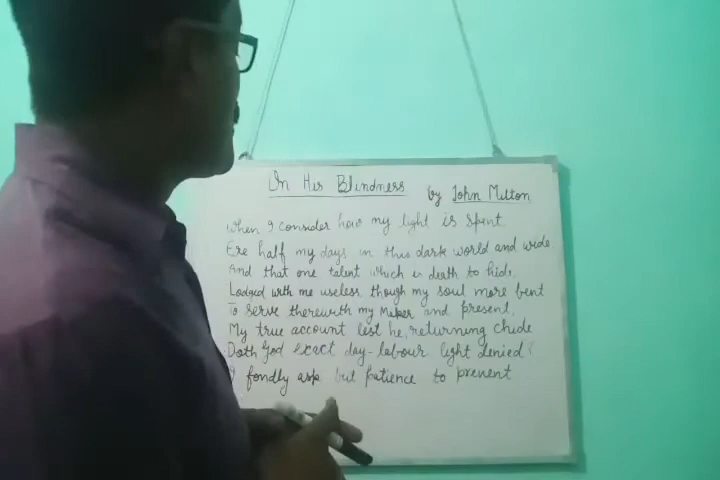 On His Blindness by John Milton
When I consider how my light is spent
Ere half my days in this dark world and wide
And that one talent which is death to hide,
Lodged with me useless though my soul more bent
To serve therewith my Maker and present,
My true account lest he, returning chide
Doth God exact day-labour light denied?
I fondly ask but patience to prevent